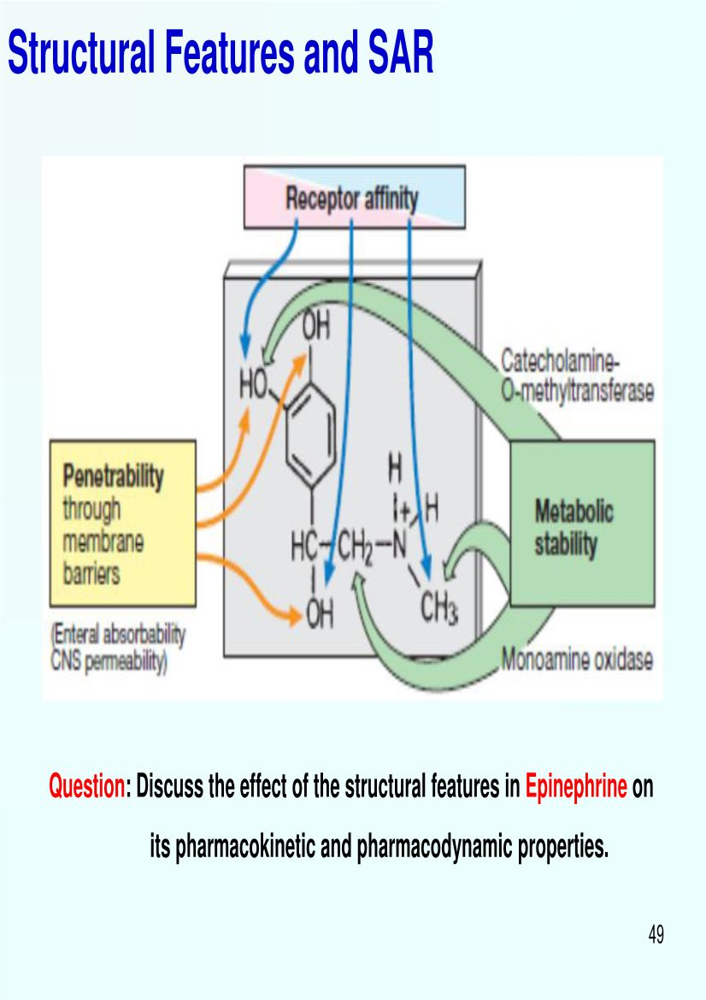 Structural Features and SAR
Receptor affinity
OH
HO
Catecholamine-
O-methyltransferase
Penetrability
through
membrane
barriers
(Enteral absorbability
CNS permeability)
H
+ H
HC-CH₂-N
OH
CH₃
Metabolic
stability
Monoamine oxidase
Question: Discuss the effect of the structural features in Epinephrine on
its pharmacokinetic and pharmacodynamic properties.
49